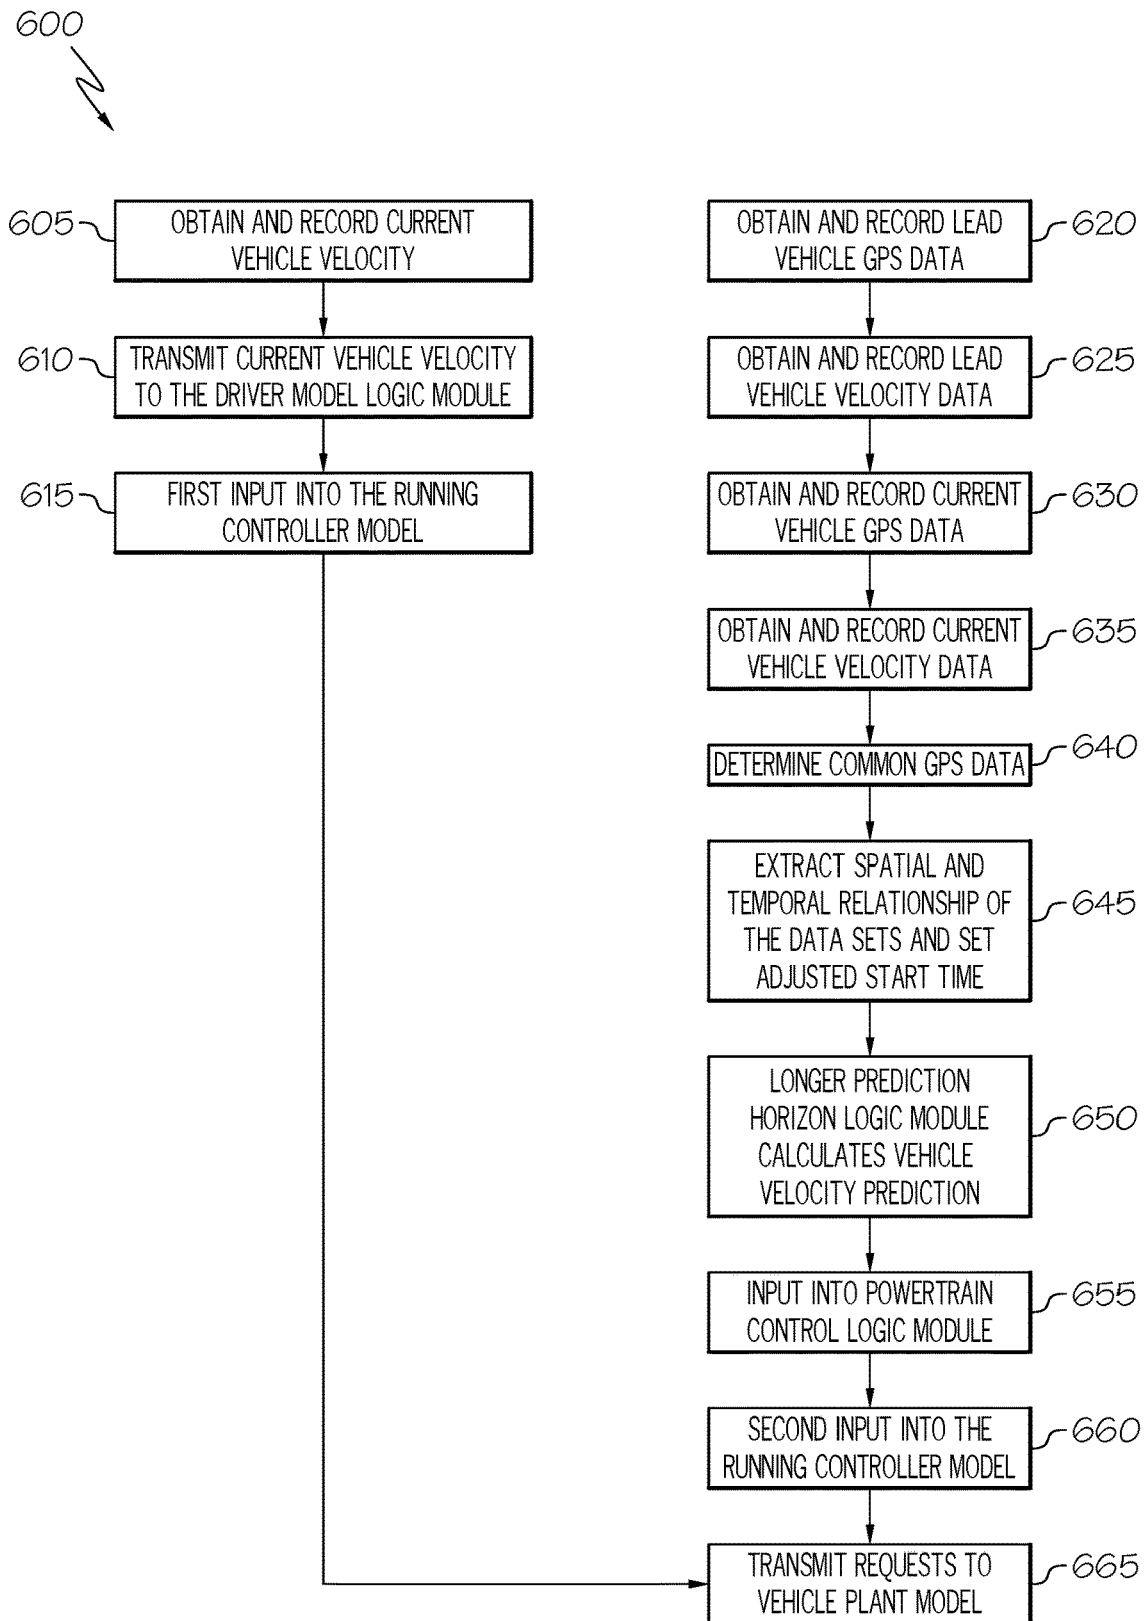 600
605
OBTAIN AND RECORD CURRENT
VEHICLE VELOCITY
610
TRANSMIT CURRENT VEHICLE VELOCITY
TO THE DRIVER MODEL LOGIC MODULE
615
FIRST INPUT INTO THE RUNNING
CONTROLLER MODEL
OBTAIN AND RECORD LEAD
VEHICLE GPS DATA
620
OBTAIN AND RECORD LEAD
VEHICLE VELOCITY DATA
625
OBTAIN AND RECORD CURRENT
VEHICLE GPS DATA
630
OBTAIN AND RECORD CURRENT
VEHICLE VELOCITY DATA
635
DETERMINE COMMON GPS DATA
640
EXTRACT SPATIAL AND
TEMPORAL RELATIONSHIP OF
THE DATA SETS AND SET
ADJUSTED START TIME
645
LONGER PREDICTION
HORIZON LOGIC MODULE
CALCULATES VEHICLE
VELOCITY PREDICTION
650
INPUT INTO POWERTRAIN
CONTROL LOGIC MODULE
655
SECOND INPUT INTO THE
RUNNING CONTROLLER MODEL
660
TRANSMIT REQUESTS TO
VEHICLE PLANT MODEL
665